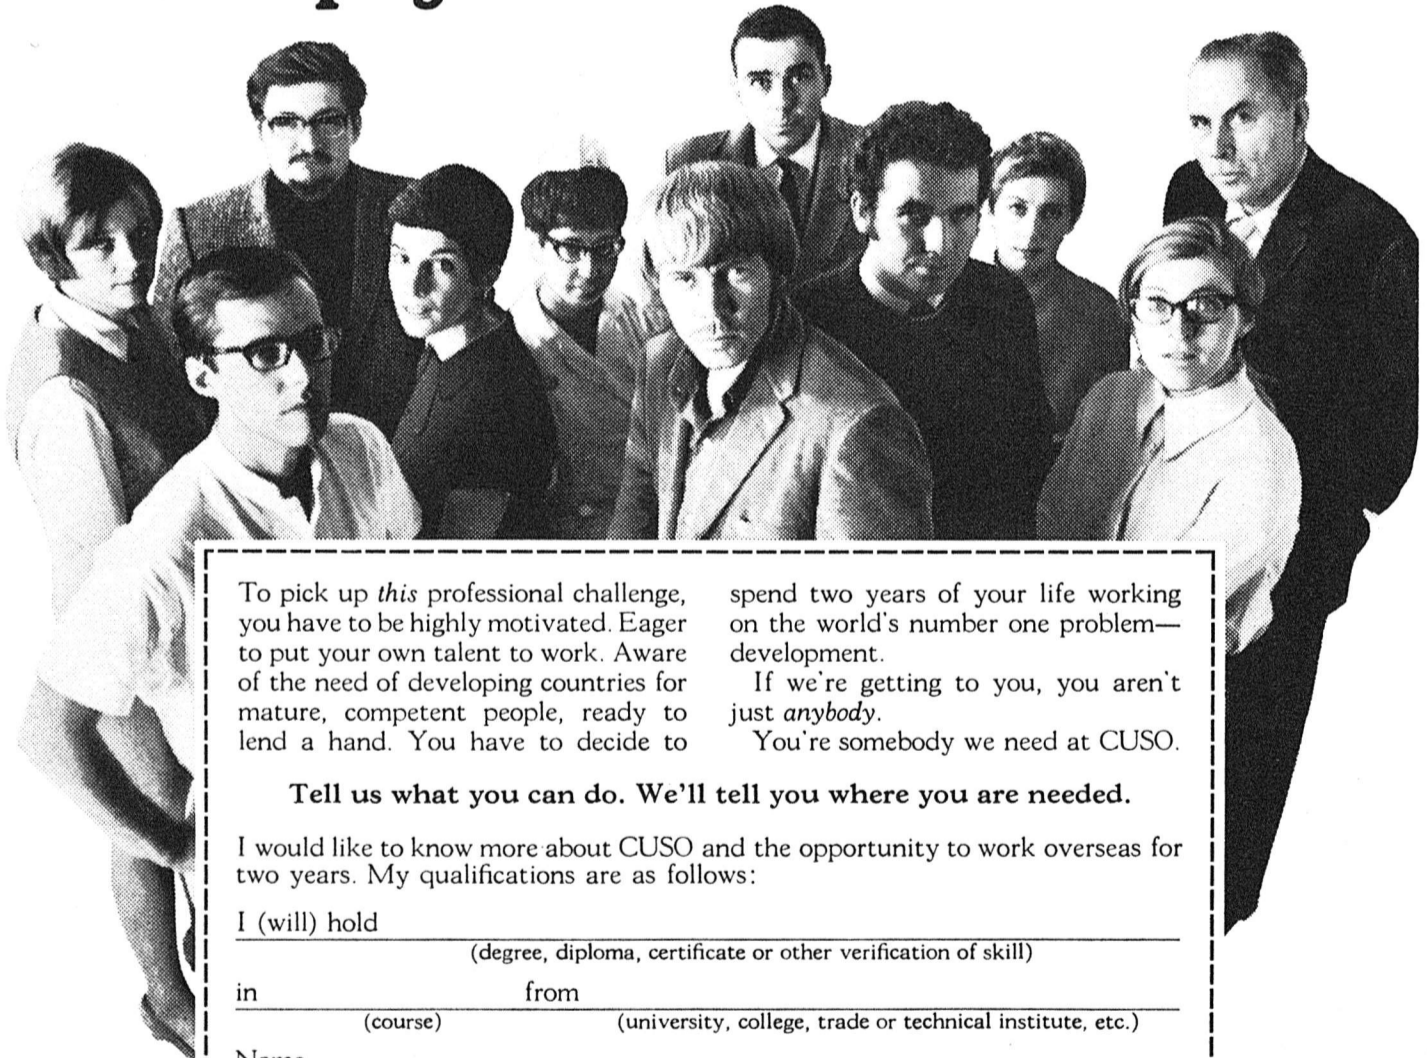 To pick up this professional challenge,
you have to be highly motivated. Eager
to put your own talent to work. Aware
of the need of developing countries for
mature, competent people, ready to
lend a hand. You have to decide to
spend two years of your life working
on the world's number one problem—
development.
If we're getting to you, you aren't
just anybody.
You're somebody we need at CUSO.
Tell us what you can do. We'll tell you where you are needed.
I would like to know more about CUSO and the opportunity to work overseas for
two years. My qualifications are as follows:
I (will) hold
(degree, diploma, certificate or other verification of skill)
in from
(course) (university, college, trade or technical institute, etc.)
Name